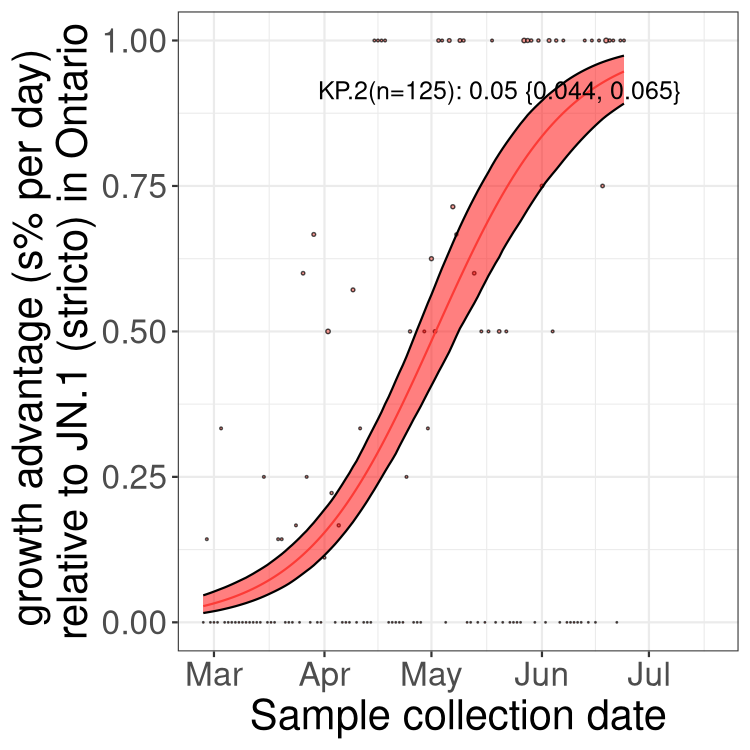 growth advantage (s% per day)
relative to JN.1 (stricto) in Ontario
1.00
0.75
0.50
0.25
0.00
KP.2(n=125): 0.05 {0.044, 0.065}
Mar Apr May Jun Jul
Sample collection date